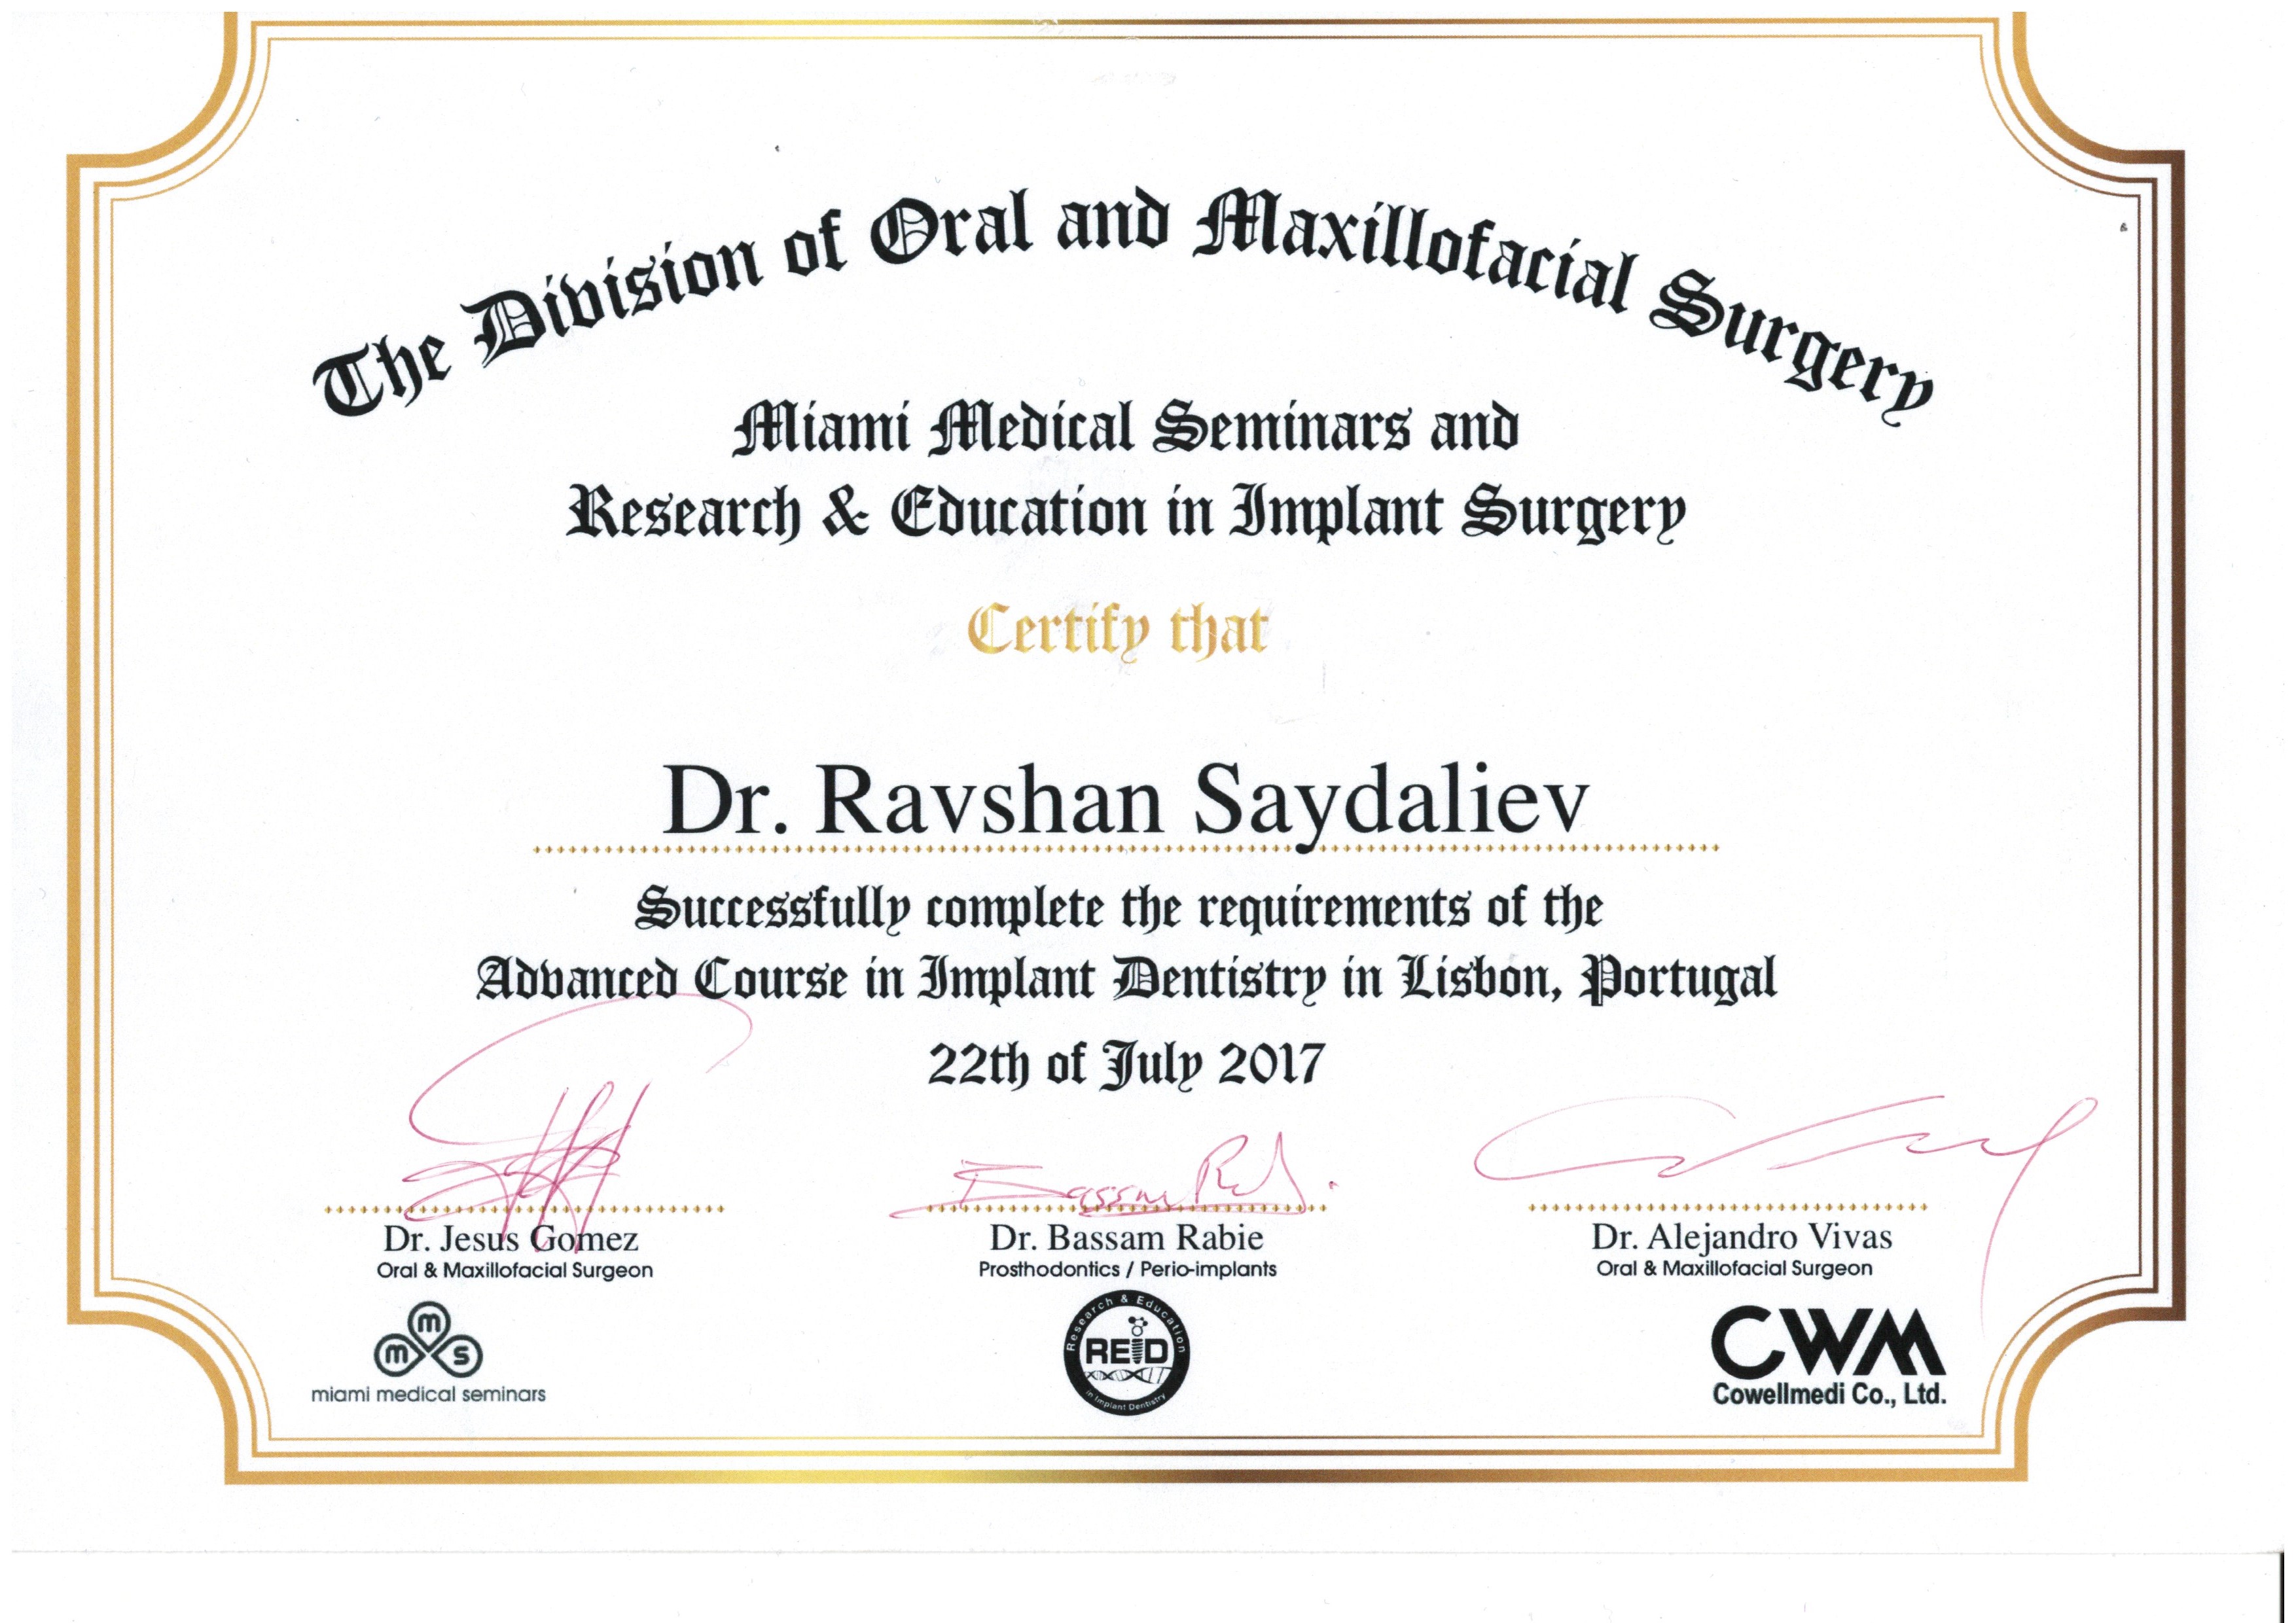 The Division of Oral and Maxillofacial Surgery
Miami Medical Seminars and
Research & Education in Implant Surgery
Certify that
Dr. Ravshan Saydaliev
Successfully complete the requirements of the
Advanced Course in Implant Dentistry in Lisbon, Portugal
22th of July 2017
Bassam
Dr. Jesus Gomez
Oral & Maxillofacial Surgeon
Dr. Bassam Rabie
Prosthodontics / Perio-implants
Dr. Alejandro Vivas
Oral & Maxillofacial Surgeon
m
m s
miami medical seminars
Research & Education
REID
in Implant Dentistry
CWM
Cowellmedi Co., Ltd.